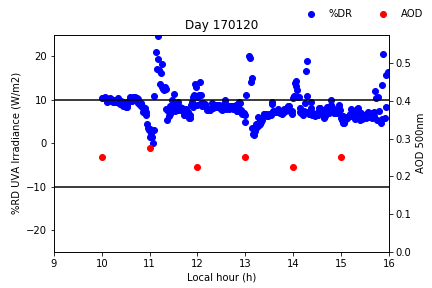 %DR AOD
Day 170120
20
10
0
−10
−20
%RD UVA Irradiance (W/m2)
0.5
0.4
0.3
0.2
0.1
0.0
AOD 500nm
9 10 11 12 13 14 15 16
Local hour (h)